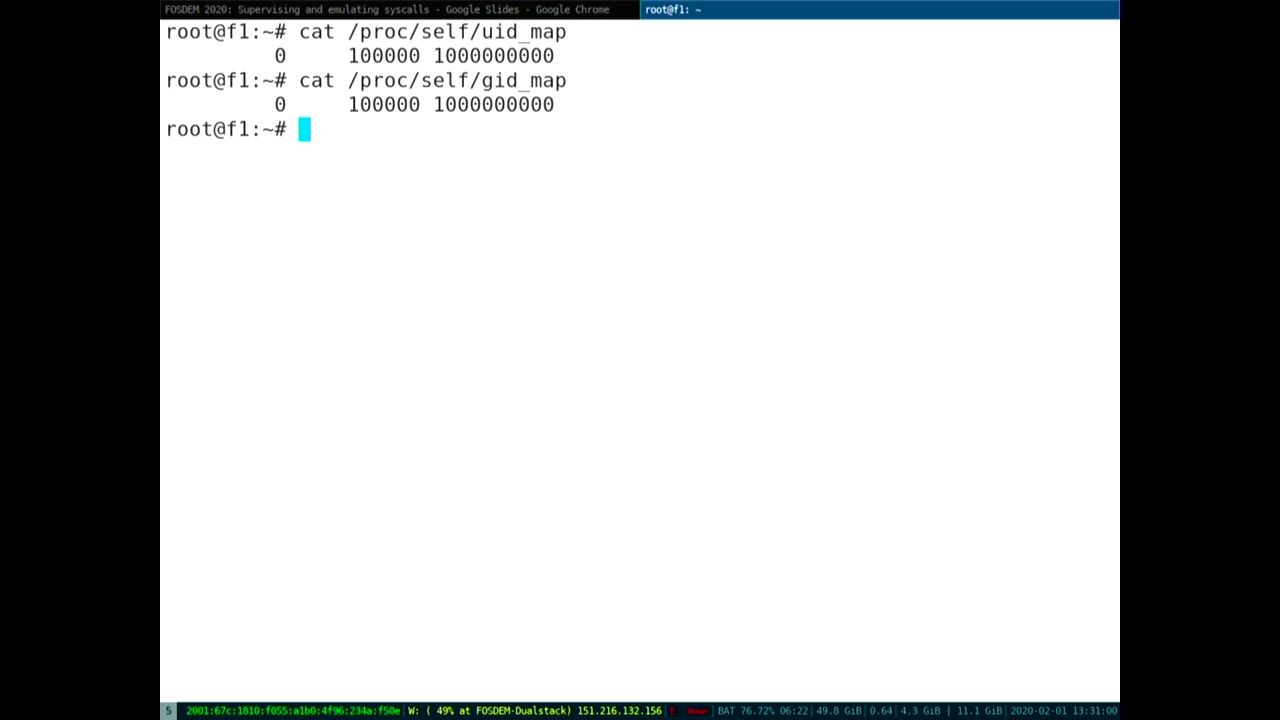 FOSDEM 2020: Supervising and emulating syscalls - Google Slides - Google Chrome
root@f1: ~
root@f1:~# cat /proc/self/uid_map
0 100000 1000000000
root@f1:~# cat /proc/self/gid_map
0 100000 1000000000
root@f1:~#
5 2001:67c:1810:f055:a1b0:4f96:234a:f50e|W: ( 49% at FOSDEM-Dualstack) 151.216.132.156|E: down|BAT 76.72% 06:22|49.8 GiB|0.64|4.3 GiB | 11.1 GiB|2020-02-01 13:31:00